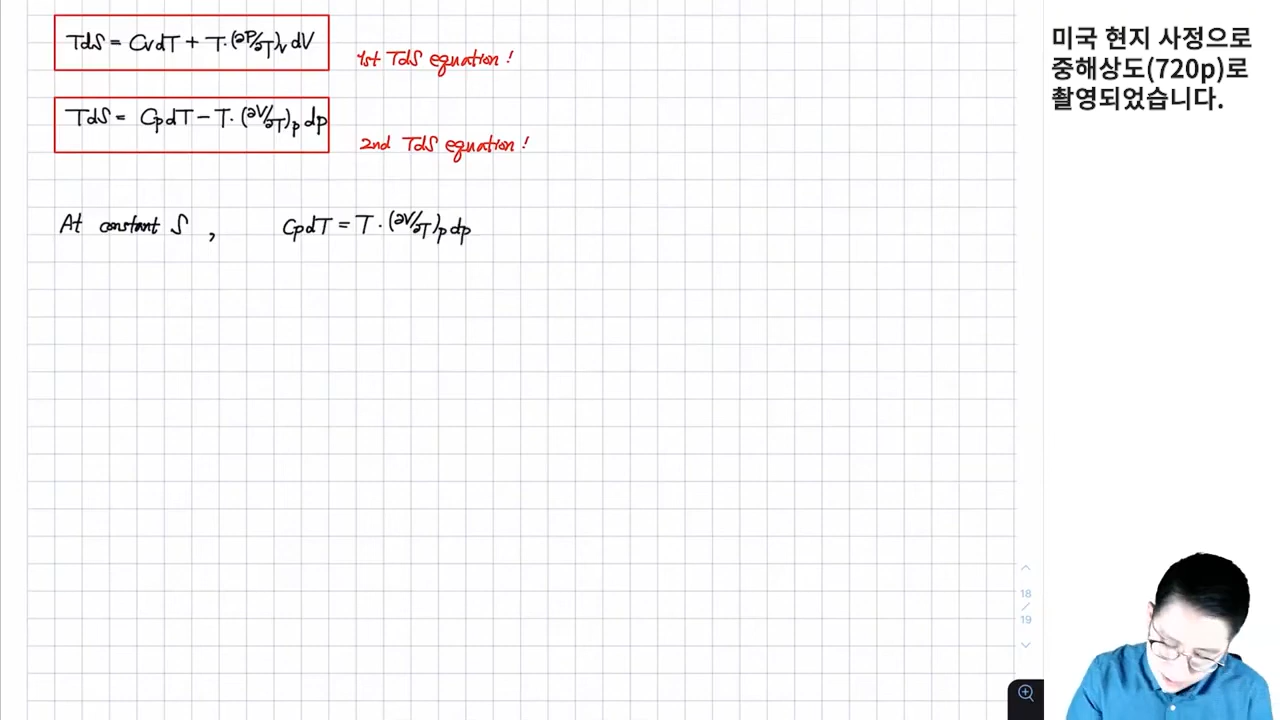 TdS = CvdT + T·(∂P/∂T)v dV
1st TdS equation!
TdS = CpdT − T·(∂V/∂T)p dp
2nd TdS equation!
At constant S, CpdT = T·(∂V/∂T)p dp
미국 현지 사정으로
중해상도(720p)로
촬영되었습니다.
18
/
19